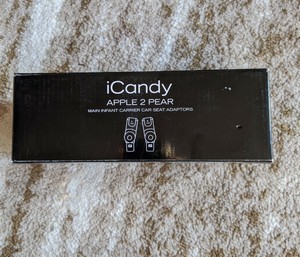 iCandy
APPLE 2 PEAR
MAIN INFANT CARRIER CAR SEAT ADAPTORS